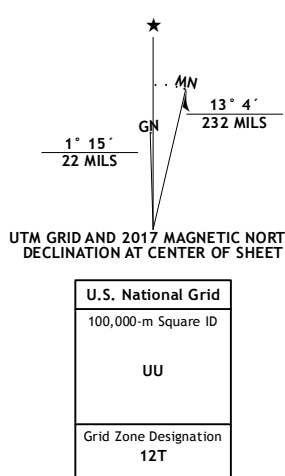 ★
MN
GN
13° 4´
232 MILS
1° 15´
22 MILS
UTM GRID AND 2017 MAGNETIC NORT
DECLINATION AT CENTER OF SHEET
U.S. National Grid
100,000-m Square ID
UU
Grid Zone Designation
12T